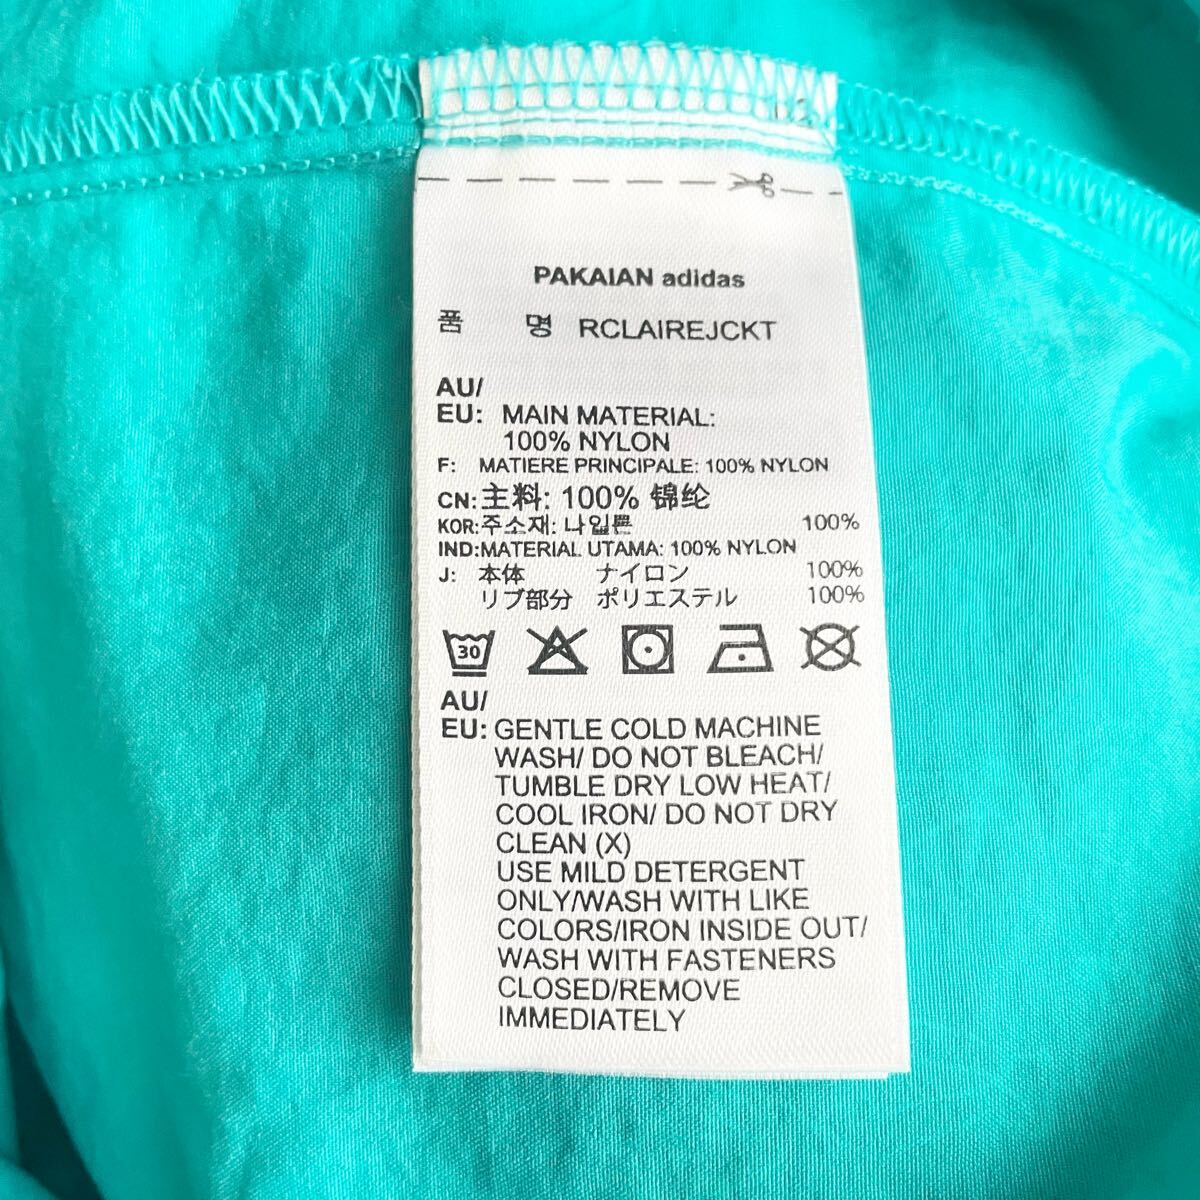 PAKAIAN adidas
품 명 RCLAIREJCKT
AU/
EU: MAIN MATERIAL:
100% NYLON
F: MATIERE PRINCIPALE: 100% NYLON
CN:主料: 100% 锦纶
KOR:주소재: 나일론 100%
IND:MATERIAL UTAMA: 100% NYLON
J: 本体 ナイロン 100%
リブ部分 ポリエステル 100%
30
AU/
EU: GENTLE COLD MACHINE
WASH/ DO NOT BLEACH/
TUMBLE DRY LOW HEAT/
COOL IRON/ DO NOT DRY
CLEAN (X)
USE MILD DETERGENT
ONLY/WASH WITH LIKE
COLORS/IRON INSIDE OUT/
WASH WITH FASTENERS
CLOSED/REMOVE
IMMEDIATELY